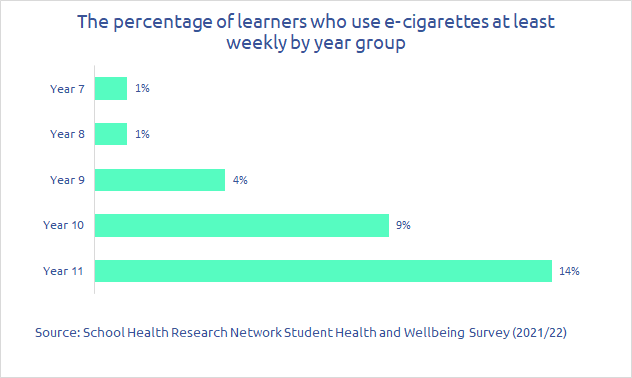 The percentage of learners who use e-cigarettes at least
weekly by year group
Year 7 1%
Year 8 1%
Year 9 4%
Year 10 9%
Year 11 14%
Source: School Health Research Network Student Health and Wellbeing Survey (2021/22)